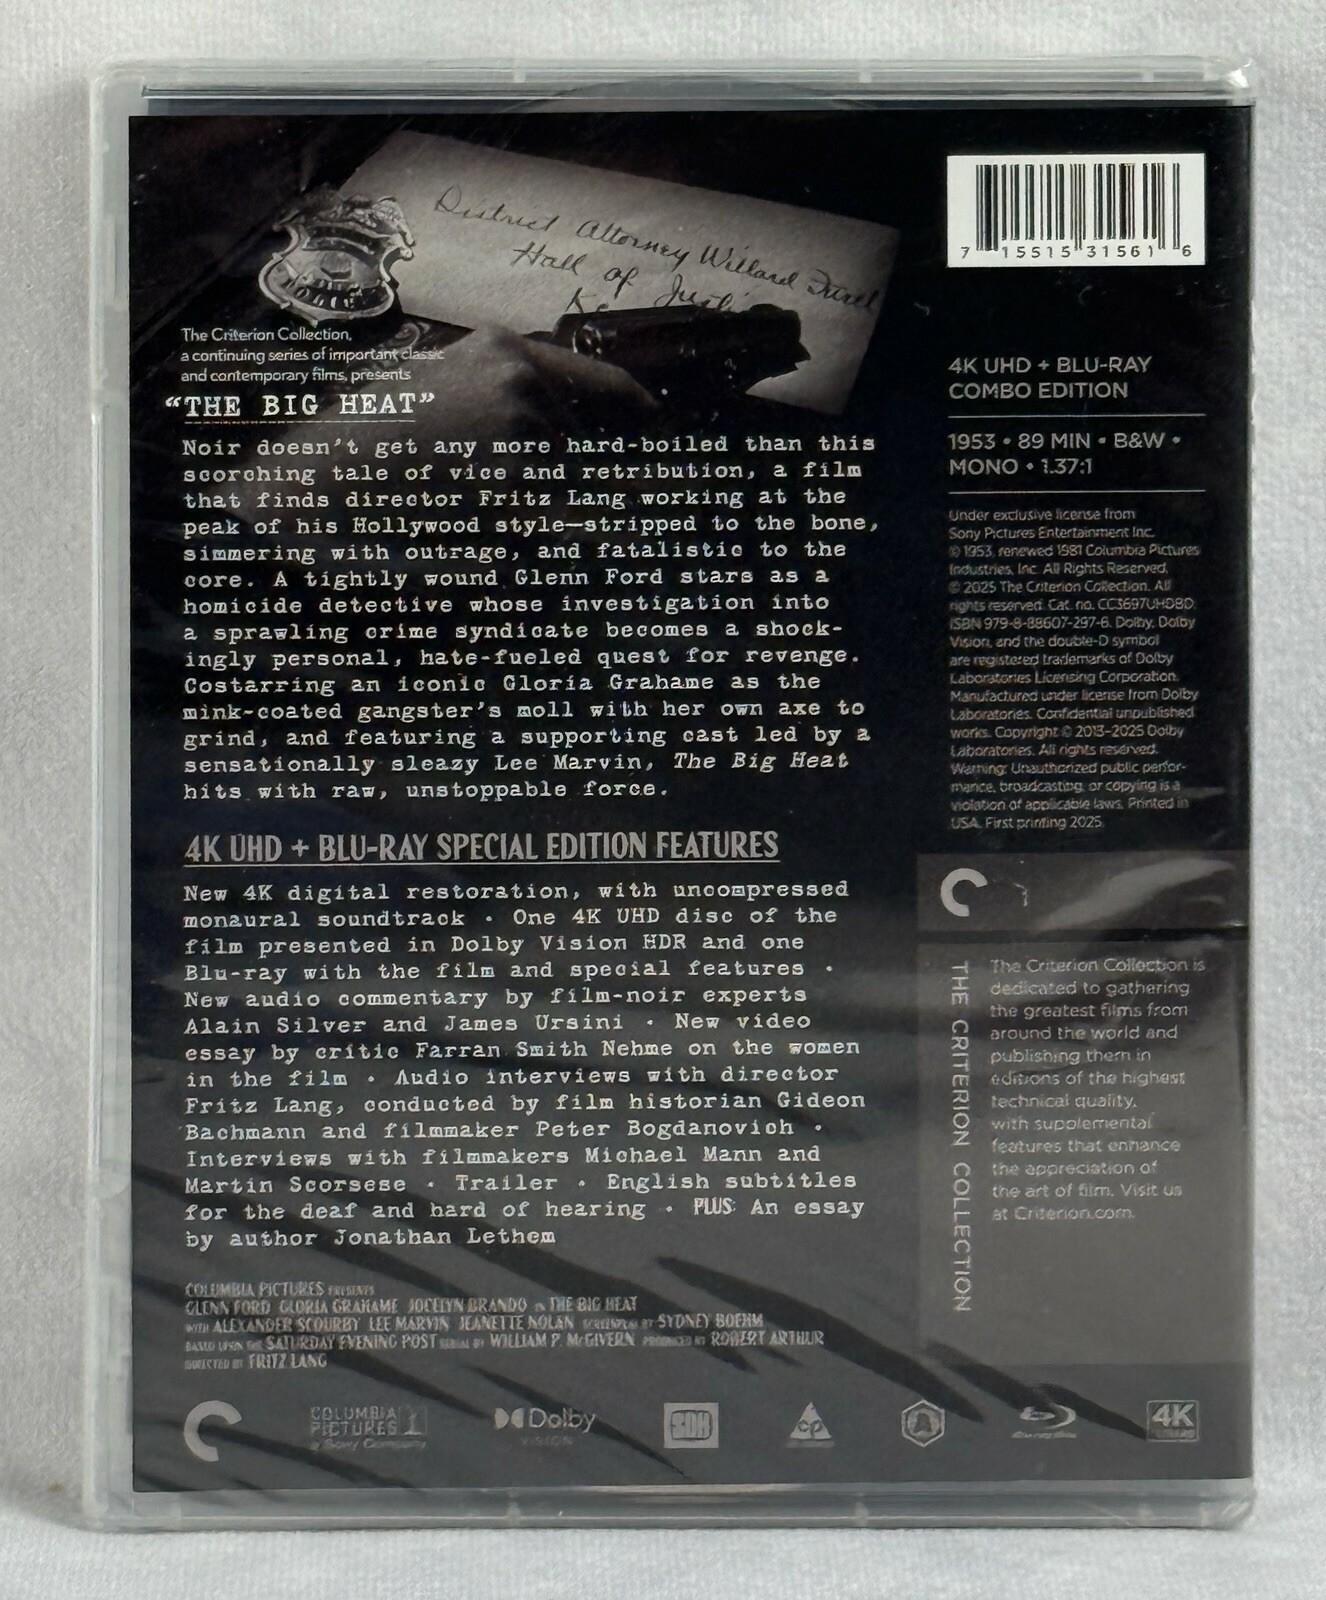 District Attorney Willard
Hall of
POLICE
The Criterion Collection,
a continuing series of important classic
and contemporary films, presents
“THE BIG HEAT”
Noir doesn’t get any more hard-boiled than this
scorching tale of vice and retribution, a film
that finds director Fritz Lang working at the
peak of his Hollywood style—stripped to the bone,
simmering with outrage, and fatalistic to the
core. A tightly wound Glenn Ford stars as a
homicide detective whose investigation into
a sprawling crime syndicate becomes a shock-
ingly personal, hate-fueled quest for revenge.
Costarring an iconic Gloria Grahame as the
mink-coated gangster’s moll with her own axe to
grind, and featuring a supporting cast led by a
sensationally sleazy Lee Marvin, The Big Heat
hits with raw, unstoppable force.
4K UHD + BLU-RAY SPECIAL EDITION FEATURES
New 4K digital restoration, with uncompressed
monaural soundtrack • One 4K UHD disc of the
film presented in Dolby Vision HDR and one
Blu-ray with the film and special features •
New audio commentary by film-noir experts
Alain Silver and James Ursini • New video
essay by critic Farran Smith Nehme on the women
in the film • Audio interviews with director
Fritz Lang, conducted by film historian Gideon
Bachmann and filmmaker Peter Bogdanovich •
Interviews with filmmakers Michael Mann and
Martin Scorsese • Trailer • English subtitles
for the deaf and hard of hearing • PLUS: An essay
by author Jonathan Lethem
COLUMBIA PICTURES PRESENTS
GLENN FORD GLORIA GRAHAME JOCELYN BRANDO IN THE BIG HEAT
WITH ALEXANDER SCOURBY LEE MARVIN JEANETTE NOLAN SCREENPLAY BY SYDNEY BOEHM
BASED UPON THE SATURDAY EVENING POST SERIAL BY WILLIAM P. McGIVERN PRODUCED BY ROBERT ARTHUR
DIRECTED BY FRITZ LANG
COLUMBIA
PICTURES
a Sony Company
Dolby
VISION
SDH
cp
Blu-ray Disc
4K
7 15515 31561 6
4K UHD + BLU-RAY
COMBO EDITION
1953 • 89 MIN • B&W •
MONO • 1.37:1
Under exclusive license from
Sony Pictures Entertainment Inc.
© 1953, renewed 1981 Columbia Pictures
Industries, Inc. All Rights Reserved.
© 2025 The Criterion Collection. All
rights reserved. Cat. no. CC3697UHDBD.
ISBN 979-8-88607-297-6. Dolby, Dolby
Vision, and the double-D symbol
are registered trademarks of Dolby
Laboratories Licensing Corporation.
Manufactured under license from Dolby
Laboratories. Confidential unpublished
works. Copyright © 2013–2025 Dolby
Laboratories. All rights reserved.
Warning: Unauthorized public perfor-
mance, broadcasting, or copying is a
violation of applicable laws. Printed in
USA. First printing 2025.
THE CRITERION COLLECTION
The Criterion Collection is
dedicated to gathering
the greatest films from
around the world and
publishing them in
editions of the highest
technical quality,
with supplemental
features that enhance
the appreciation of
the art of film. Visit us
at Criterion.com.